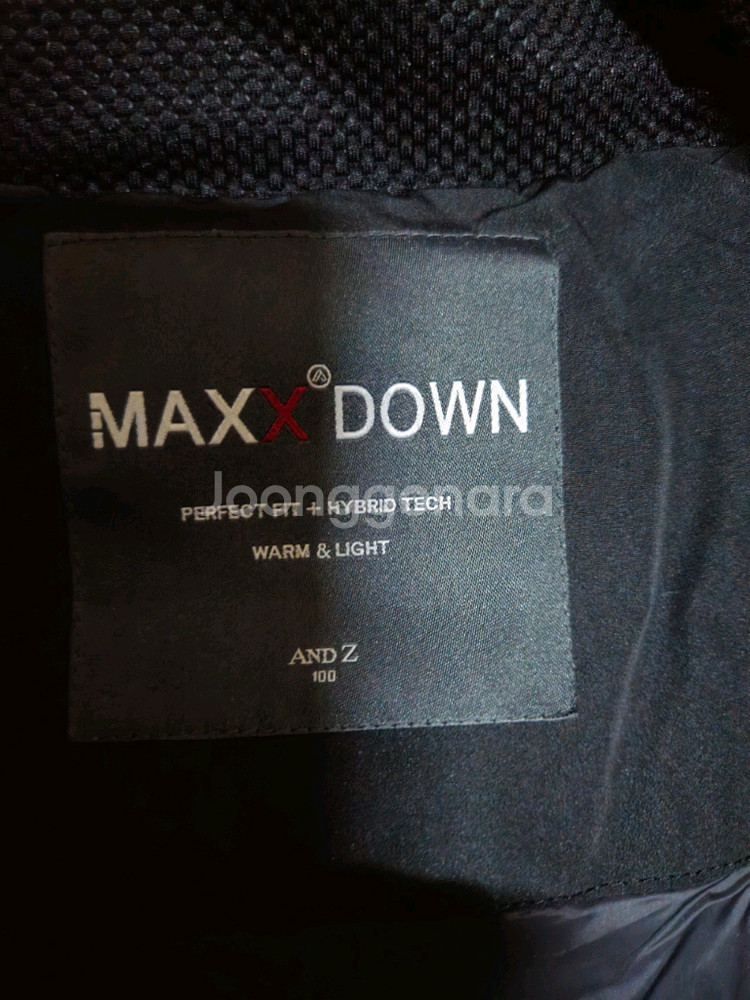 MAXX DOWN
Joonggonara
PERFECT FIT + HYBRID TECH
WARM & LIGHT
AND Z
100